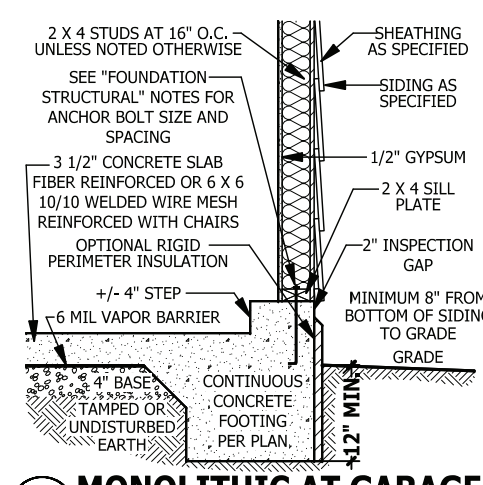 2 X 4 STUDS AT 16" O.C.
UNLESS NOTED OTHERWISE
SHEATHING
AS SPECIFIED
SEE "FOUNDATION
STRUCTURAL" NOTES FOR
ANCHOR BOLT SIZE AND
SPACING
SIDING AS
SPECIFIED
3 1/2" CONCRETE SLAB
FIBER REINFORCED OR 6 X 6
10/10 WELDED WIRE MESH
REINFORCED WITH CHAIRS
1/2" GYPSUM
2 X 4 SILL
PLATE
OPTIONAL RIGID
PERIMETER INSULATION
2" INSPECTION
GAP
+/- 4" STEP
6 MIL VAPOR BARRIER
MINIMUM 8" FROM
BOTTOM OF SIDING
TO GRADE
GRADE
4" BASE
TAMPED OR
UNDISTURBED
EARTH
CONTINUOUS
CONCRETE
FOOTING
PER PLAN
12" MIN.
MONOLITHIC AT GARAGE